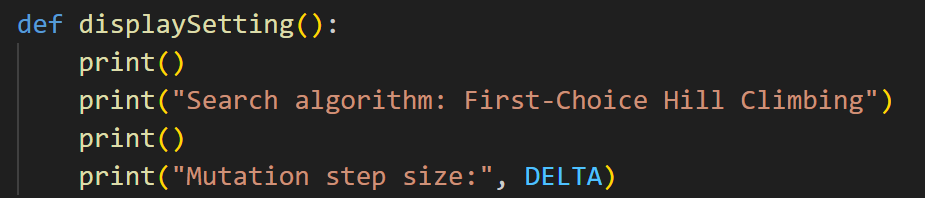 def displaySetting():
    print()
    print("Search algorithm: First-Choice Hill Climbing")
    print()
    print("Mutation step size:", DELTA)